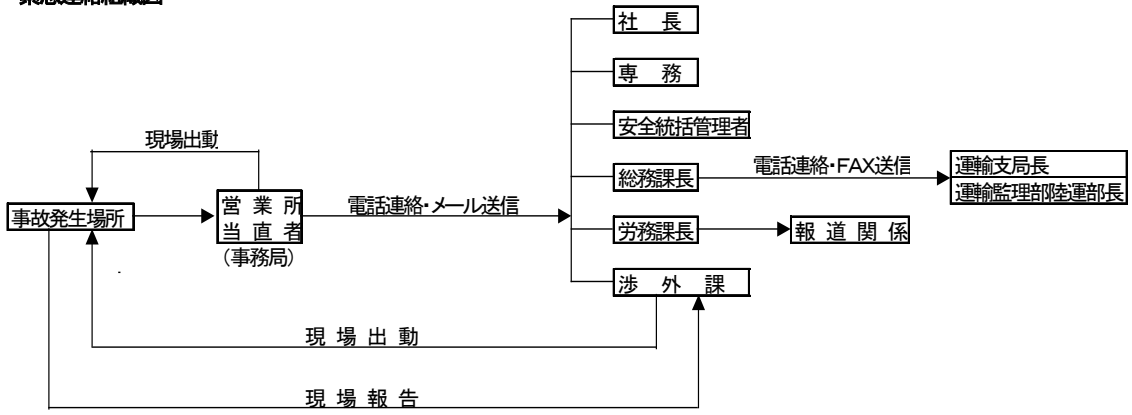 社長
専務
安全統括管理者
現場出動
総務課長
電話連絡・FAX送信
運輸支局長
運輸監理部陸運部長
事故発生場所
営業所
当直者
(事務局)
電話連絡・メール送信
労務課長
報道関係
渉外課
現場出動
現場報告